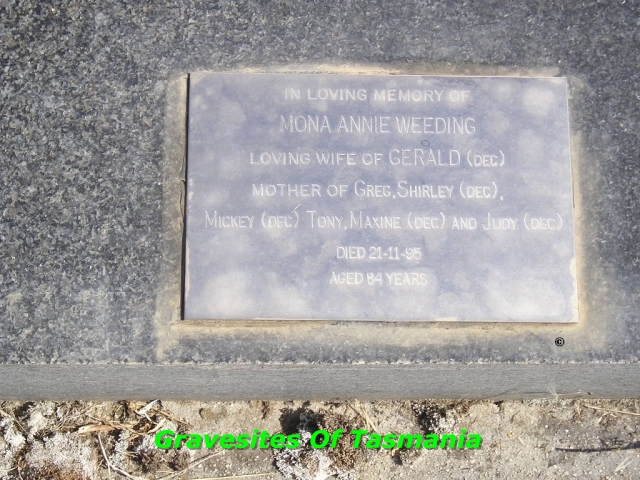 IN LOVING MEMORY OF
MONA ANNIE WEEDING
LOVING WIFE OF GERALD (DEC)
MOTHER OF GREG, SHIRLEY (DEC),
MICKEY (DEC) TONY, MAXINE (DEC) AND JUDY (DEC)
DIED 21-11-95
AGED 84 YEARS
©
Gravesites Of Tasmania